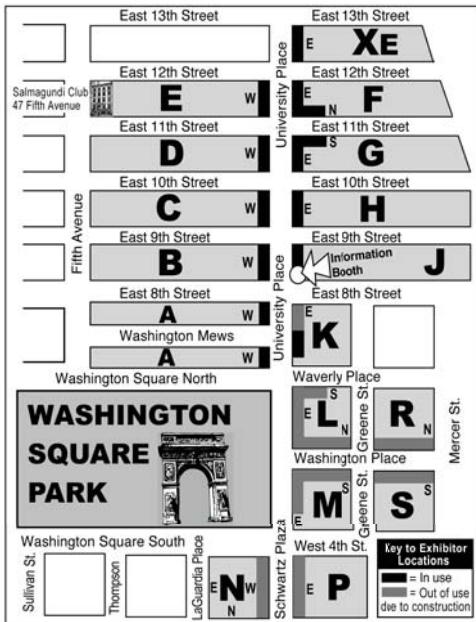 East 13th Street
East 13th Street
E
XE
University Place
East 12th Street
East 12th Street
Salmagundi Club
47 Fifth Avenue
E
W
E
N
F
East 11th Street
East 11th Street
D
W
E
S
G
East 10th Street
East 10th Street
Fifth Avenue
C
W
E
H
East 9th Street
East 9th Street
B
W
Information
Booth
J
University Place
East 8th Street
East 8th Street
A
W
Washington Mews
A
W
E
K
Washington Square North
Waverly Place
WASHINGTON
SQUARE
PARK
E
S
L
N
Greene St.
R
N
Mercer St.
Washington Place
E
M
S
Greene St.
S
S
Washington Square South
Schwartz Plaza
West 4th St.
Sullivan St.
Thompson
LaGuardia Place
E
N
W
N
E
P
Key to Exhibitor
Locations
= In use
= Out of use
due to construction